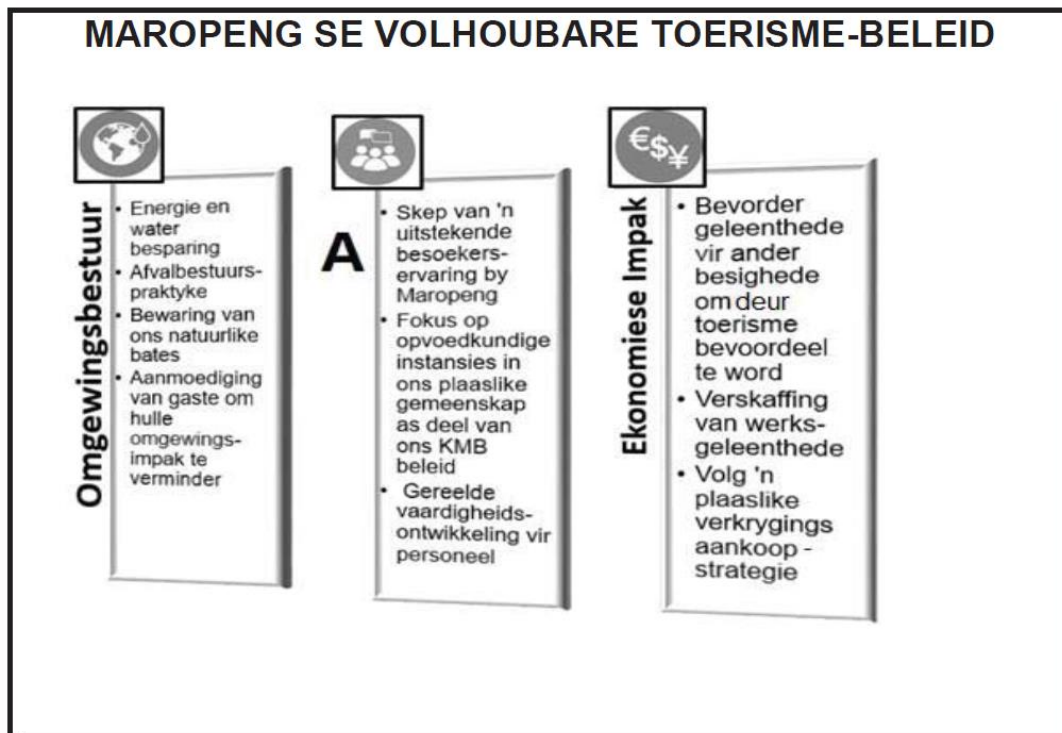 MAROPENG SE VOLHOUBARE TOERISME-BELEID
Omgewingsbestuur
• Energie en
water
besparing
• Afvalbestuurs-
praktyke
• Bewaring van
ons natuurlike
bates
• Aanmoediging
van gaste om
hulle
omgewings-
impak te
verminder
A
• Skep van 'n
uitstekende
besoekers-
ervaring by
Maropeng
• Fokus op
opvoedkundige
instansies in
ons plaaslike
gemeenskap
as deel van
ons KMB
beleid
• Gereelde
vaardigheids-
ontwikkeling vir
personeel
€$¥
Ekonomiese Impak
• Bevorder
geleenthede
vir ander
besighede
om deur
toerisme
bevoordeel
te word
• Verskaffing
van werks-
geleenthede
• Volg 'n
plaaslike
verkrygings
aankoop -
strategie